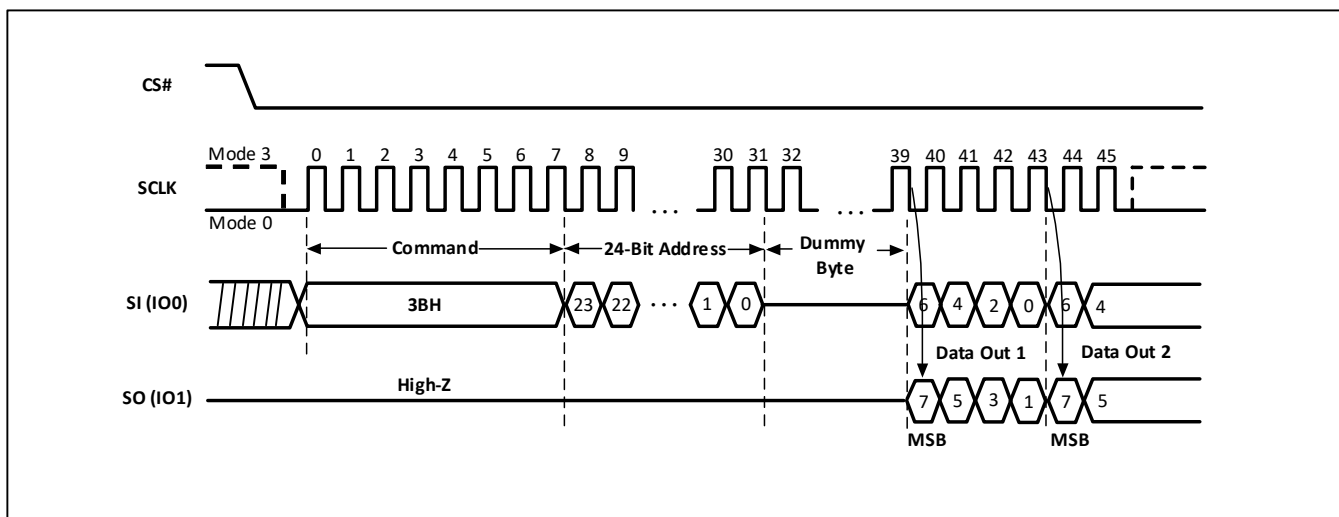 CS#
Mode 3 0 1 2 3 4 5 6 7 8 9 30 31 32 39 40 41 42 43 44 45
SCLK
Mode 0 ... ...
Command 24-Bit Address Dummy
Byte
SI (IO0) 3BH 23 22 ... 1 0 6 4 2 0 6 4
Data Out 1 Data Out 2
High-Z
SO (IO1) 7 5 3 1 7 5
MSB MSB